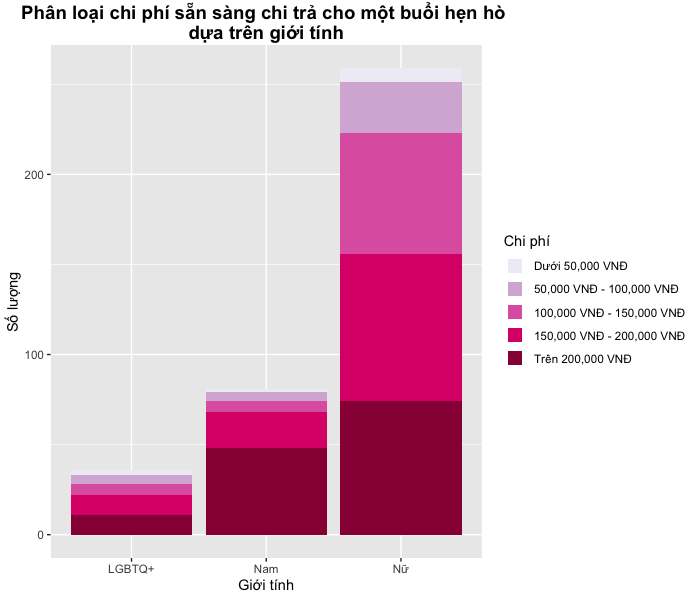 Phân loại chi phí sẵn sàng chi trả cho một buổi hẹn hò
dựa trên giới tính
Số lượng
200
100
0
LGBTQ+
Nam
Nữ
Giới tính
Chi phí
Dưới 50,000 VNĐ
50,000 VNĐ - 100,000 VNĐ
100,000 VNĐ - 150,000 VNĐ
150,000 VNĐ - 200,000 VNĐ
Trên 200,000 VNĐ